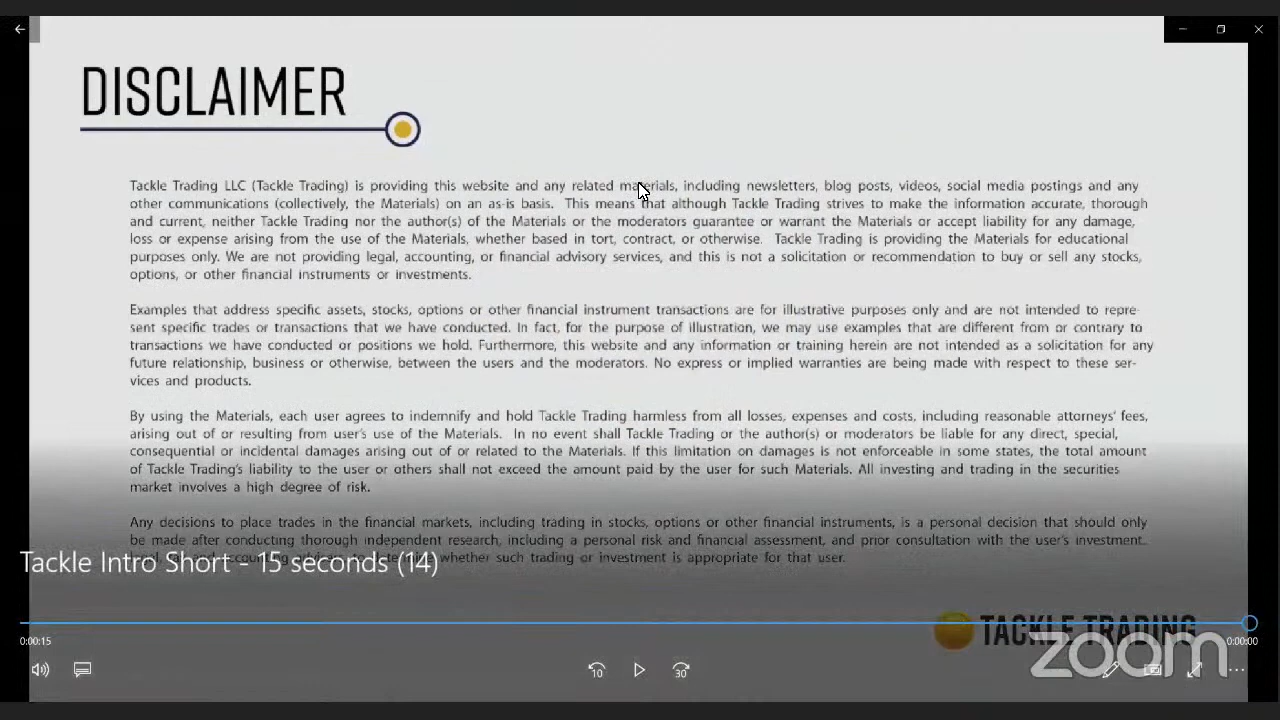 DISCLAIMER
Tackle Trading LLC (Tackle Trading) is providing this website and any related materials, including newsletters, blog posts, videos, social media postings and any
other communications (collectively, the Materials) on an as-is basis.  This means that although Tackle Trading strives to make the information accurate, thorough
and current, neither Tackle Trading nor the author(s) of the Materials or the moderators guarantee or warrant the Materials or accept liability for any damage,
loss or expense arising from the use of the Materials, whether based in tort, contract, or otherwise.  Tackle Trading is providing the Materials for educational
purposes only. We are not providing legal, accounting, or financial advisory services, and this is not a solicitation or recommendation to buy or sell any stocks,
options, or other financial instruments or investments.
Examples that address specific assets, stocks, options or other financial instrument transactions are for illustrative purposes only and are not intended to repre-
sent specific trades or transactions that we have conducted. In fact, for the purpose of illustration, we may use examples that are different from or contrary to
transactions we have conducted or positions we hold. Furthermore, this website and any information or training herein are not intended as a solicitation for any
future relationship, business or otherwise, between the users and the moderators. No express or implied warranties are being made with respect to these ser-
vices and products.
By using the Materials, each user agrees to indemnify and hold Tackle Trading harmless from all losses, expenses and costs, including reasonable attorneys' fees,
arising out of or resulting from user's use of the Materials.  In no event shall Tackle Trading or the author(s) or moderators be liable for any direct, special,
consequential or incidental damages arising out of or related to the Materials. If this limitation on damages is not enforceable in some states, the total amount
of Tackle Trading's liability to the user or others shall not exceed the amount paid by the user for such Materials. All investing and trading in the securities
market involves a high degree of risk.
Any decisions to place trades in the financial markets, including trading in stocks, options or other financial instruments, is a personal decision that should only
be made after conducting thorough independent research, including a personal risk and financial assessment, and prior consultation with the user's investment,
whether such trading or investment is appropriate for that user.
Tackle Intro Short - 15 seconds (14)
TACKLE TRADING
0:00:15
0:00:00
zoom
10
30